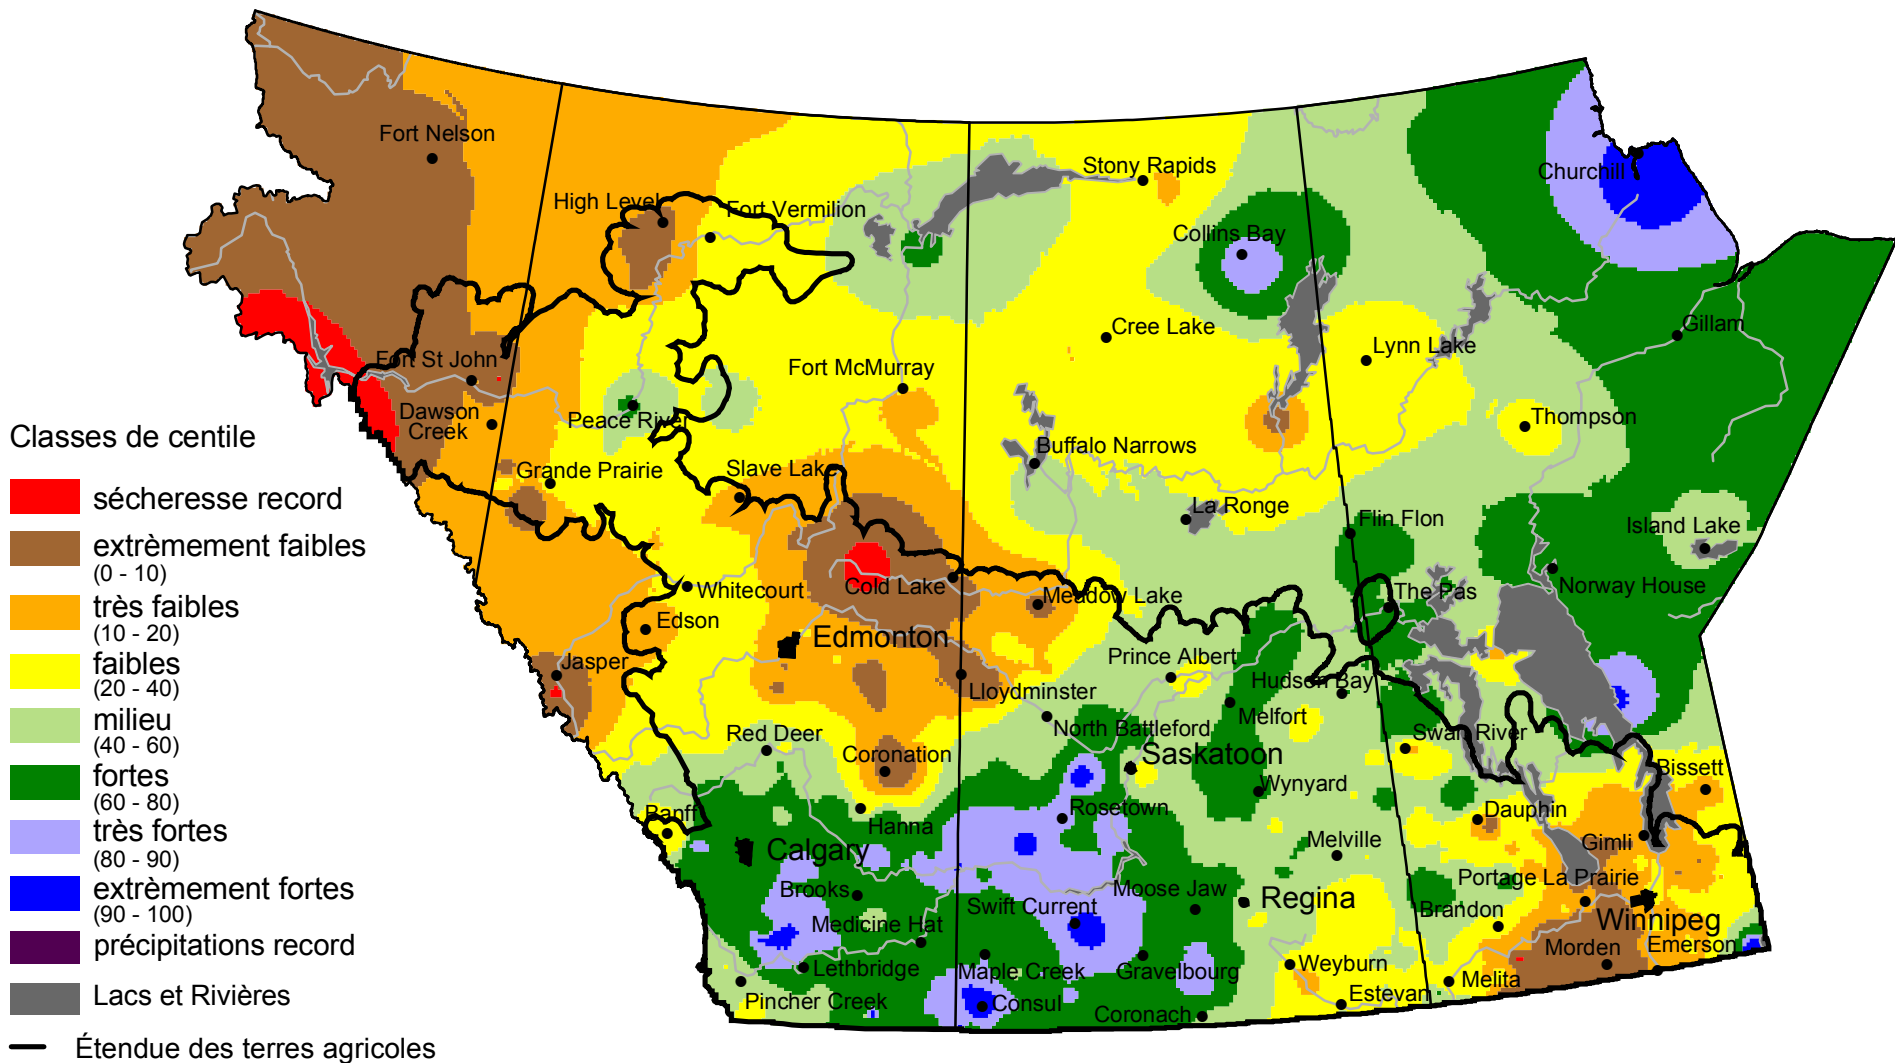 Fort Nelson
High Level
Fort Vermilion
Stony Rapids
Churchill
Collins Bay
Fort St John
Dawson
Creek
Peace River
Fort McMurray
Cree Lake
Lynn Lake
Gillam
Thompson
Grande Prairie
Slave Lake
Buffalo Narrows
La Ronge
Flin Flon
Island Lake
Norway House
Whitecourt
Cold Lake
Meadow Lake
The Pas
Edson
Edmonton
Jasper
Lloydminster
Prince Albert
Hudson Bay
Melfort
North Battleford
Red Deer
Coronation
Saskatoon
Swan River
Wynyard
Bissett
Banff
Hanna
Rosetown
Dauphin
Gimli
Calgary
Melville
Brooks
Moose Jaw
Portage La Prairie
Regina
Medicine Hat
Swift Current
Brandon
Winnipeg
Morden
Emerson
Lethbridge
Maple Creek
Gravelbourg
Weyburn
Melita
Pincher Creek
Consul
Coronach
Estevan
Classes de centile
sécheresse record
extrèmement faibles
(0 - 10)
très faibles
(10 - 20)
faibles
(20 - 40)
milieu
(40 - 60)
fortes
(60 - 80)
très fortes
(80 - 90)
extrèmement fortes
(90 - 100)
précipitations record
Lacs et Rivières
Étendue des terres agricoles